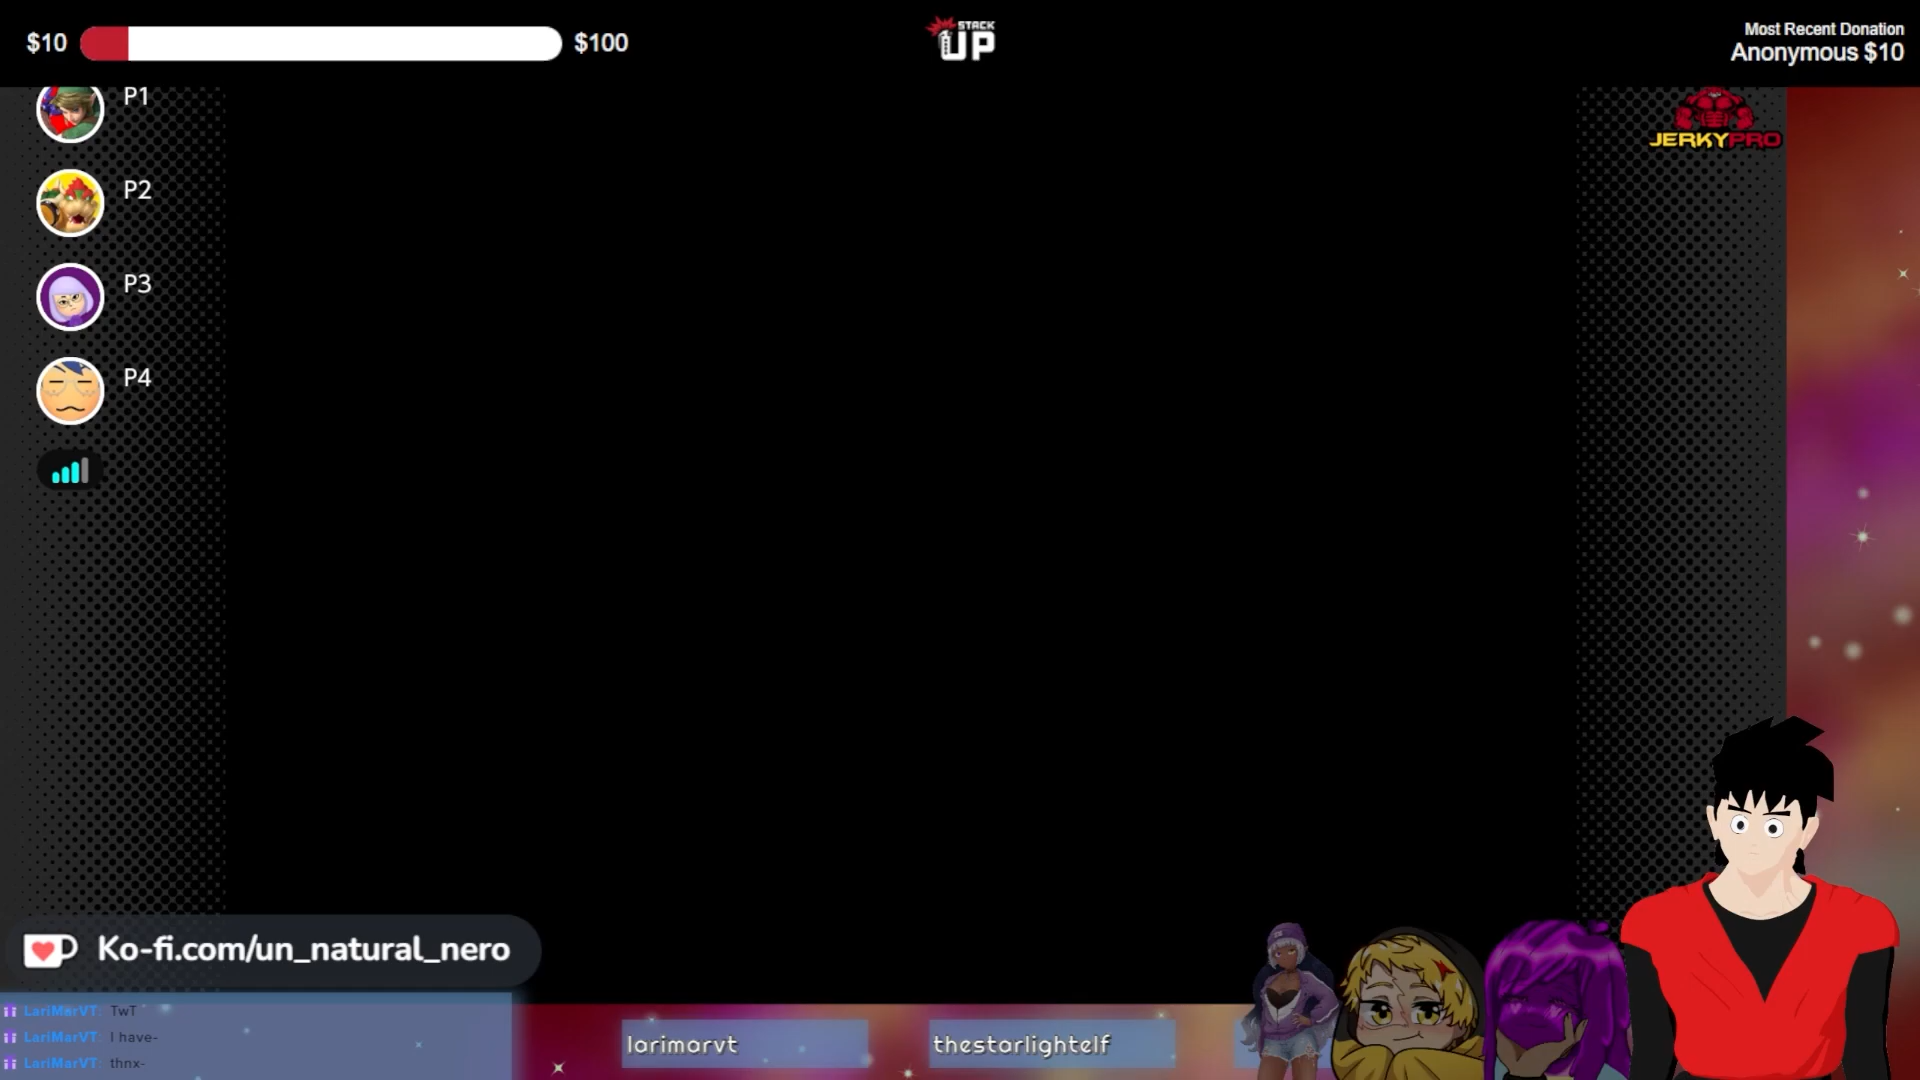 $10
$100
STACK
UP
Most Recent Donation
Anonymous $10
P1
P2
P3
P4
JERKYPRO
Ko-fi.com/un_natural_nero
LariMarVT: TwT
LariMarVT: I have-
LariMarVT: thnx-
larimarvt
thestarlightelf